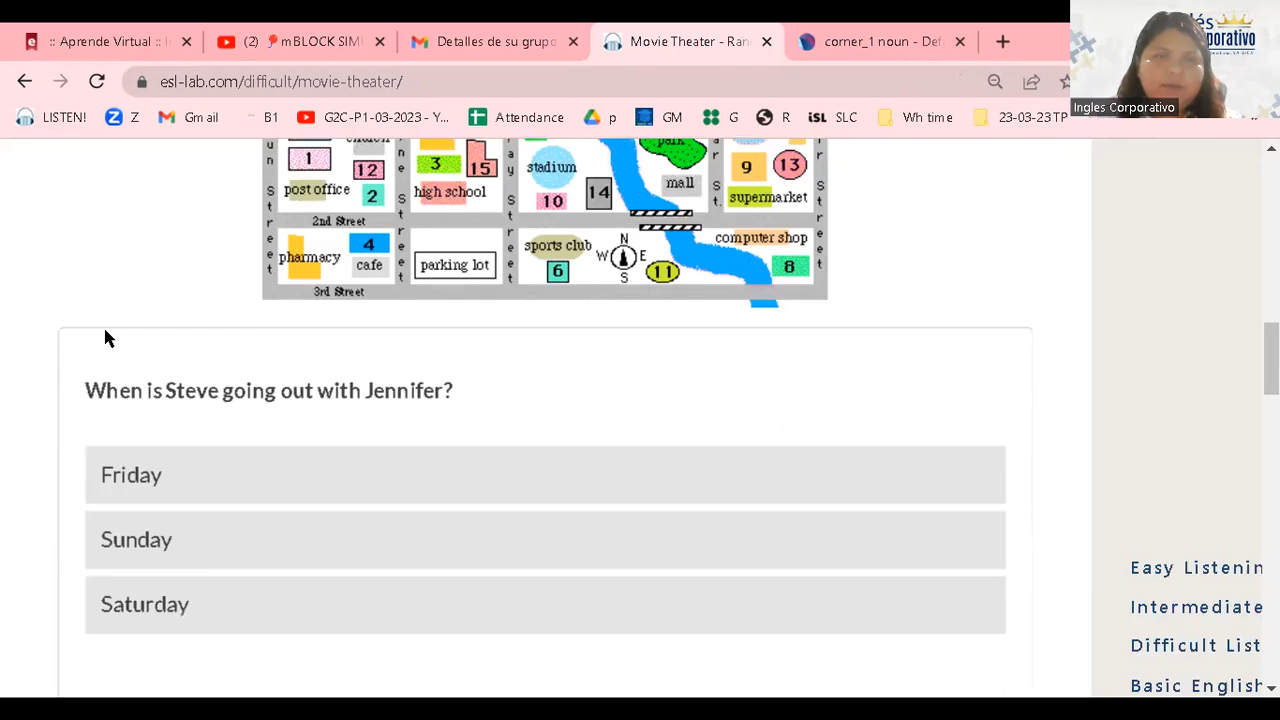 :: Aprende Virtual :: I
(2) mBLOCK SIM
Detalles de su grupo
Movie Theater - Ran
corner_1 noun - Def
esl-lab.com/difficult/movie-theater/
LISTEN!
Z
Gmail
B1
G2C-P1-03-2023 - Y...
Attendance
p
GM
G
R
SLC
Wh time
23-03-23TP
Ingles Corporativo
park
1
12
3
15
stadium
9
13
post office
2
high school
10
14
mall
supermarket
2nd Street
pharmacy
4
cafe
parking lot
sports club
6
N
W E
S
11
computer shop
8
3rd Street
When is Steve going out with Jennifer?
Friday
Sunday
Saturday
Easy Listenin
Intermediate
Difficult List
Basic English